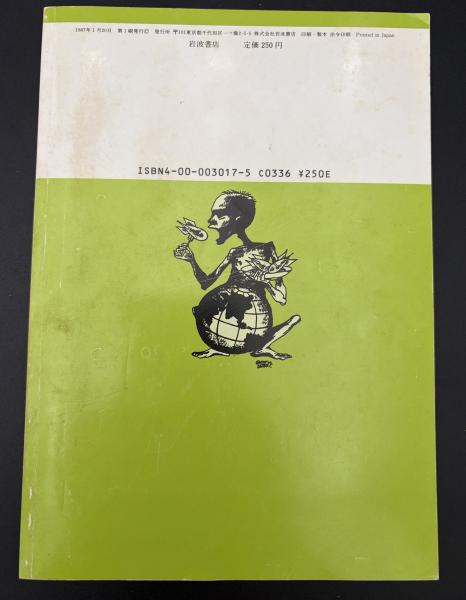 1987年1月20日　第1刷発行©　発行所　〒101東京都千代田区一ツ橋2-5-5 株式会社岩波書店　印刷・製本 法令印刷　Printed in Japan
岩波書店　定価 250 円
ISBN4-00-003017-5 C0336 ¥250E